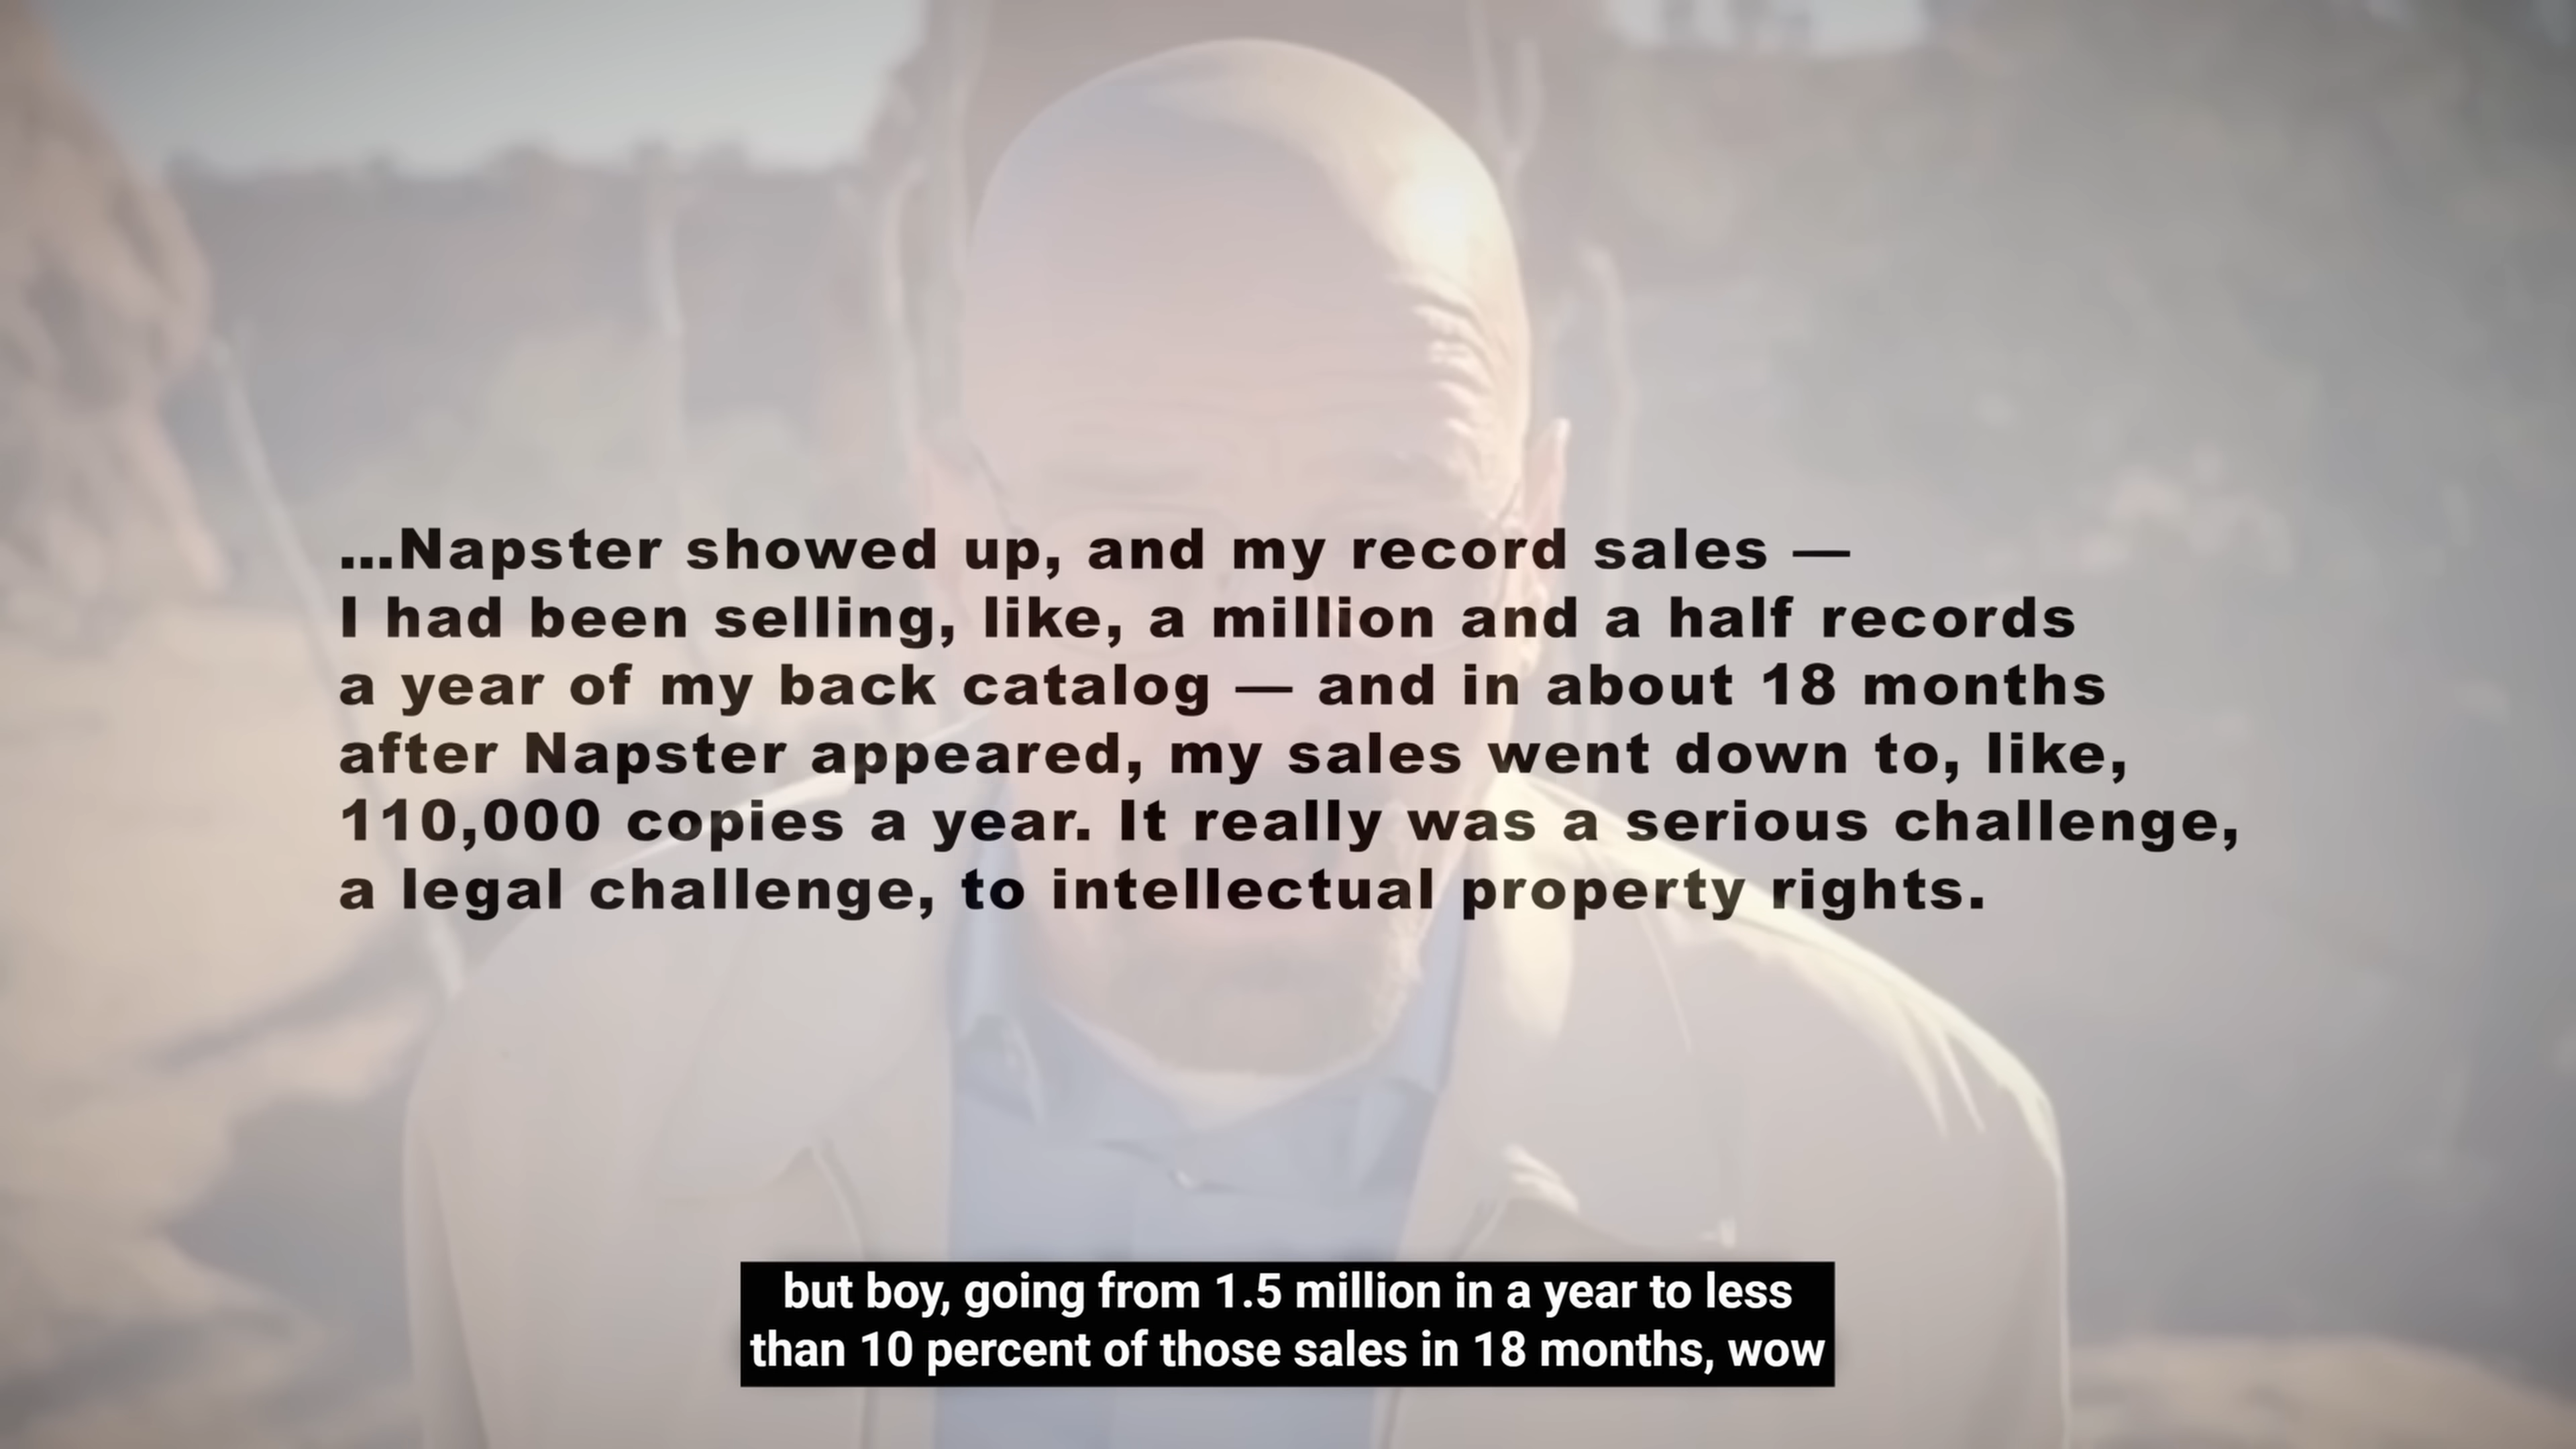 ...Napster showed up, and my record sales —
I had been selling, like, a million and a half records
a year of my back catalog — and in about 18 months
after Napster appeared, my sales went down to, like,
110,000 copies a year. It really was a serious challenge,
a legal challenge, to intellectual property rights.
but boy, going from 1.5 million in a year to less
than 10 percent of those sales in 18 months, wow